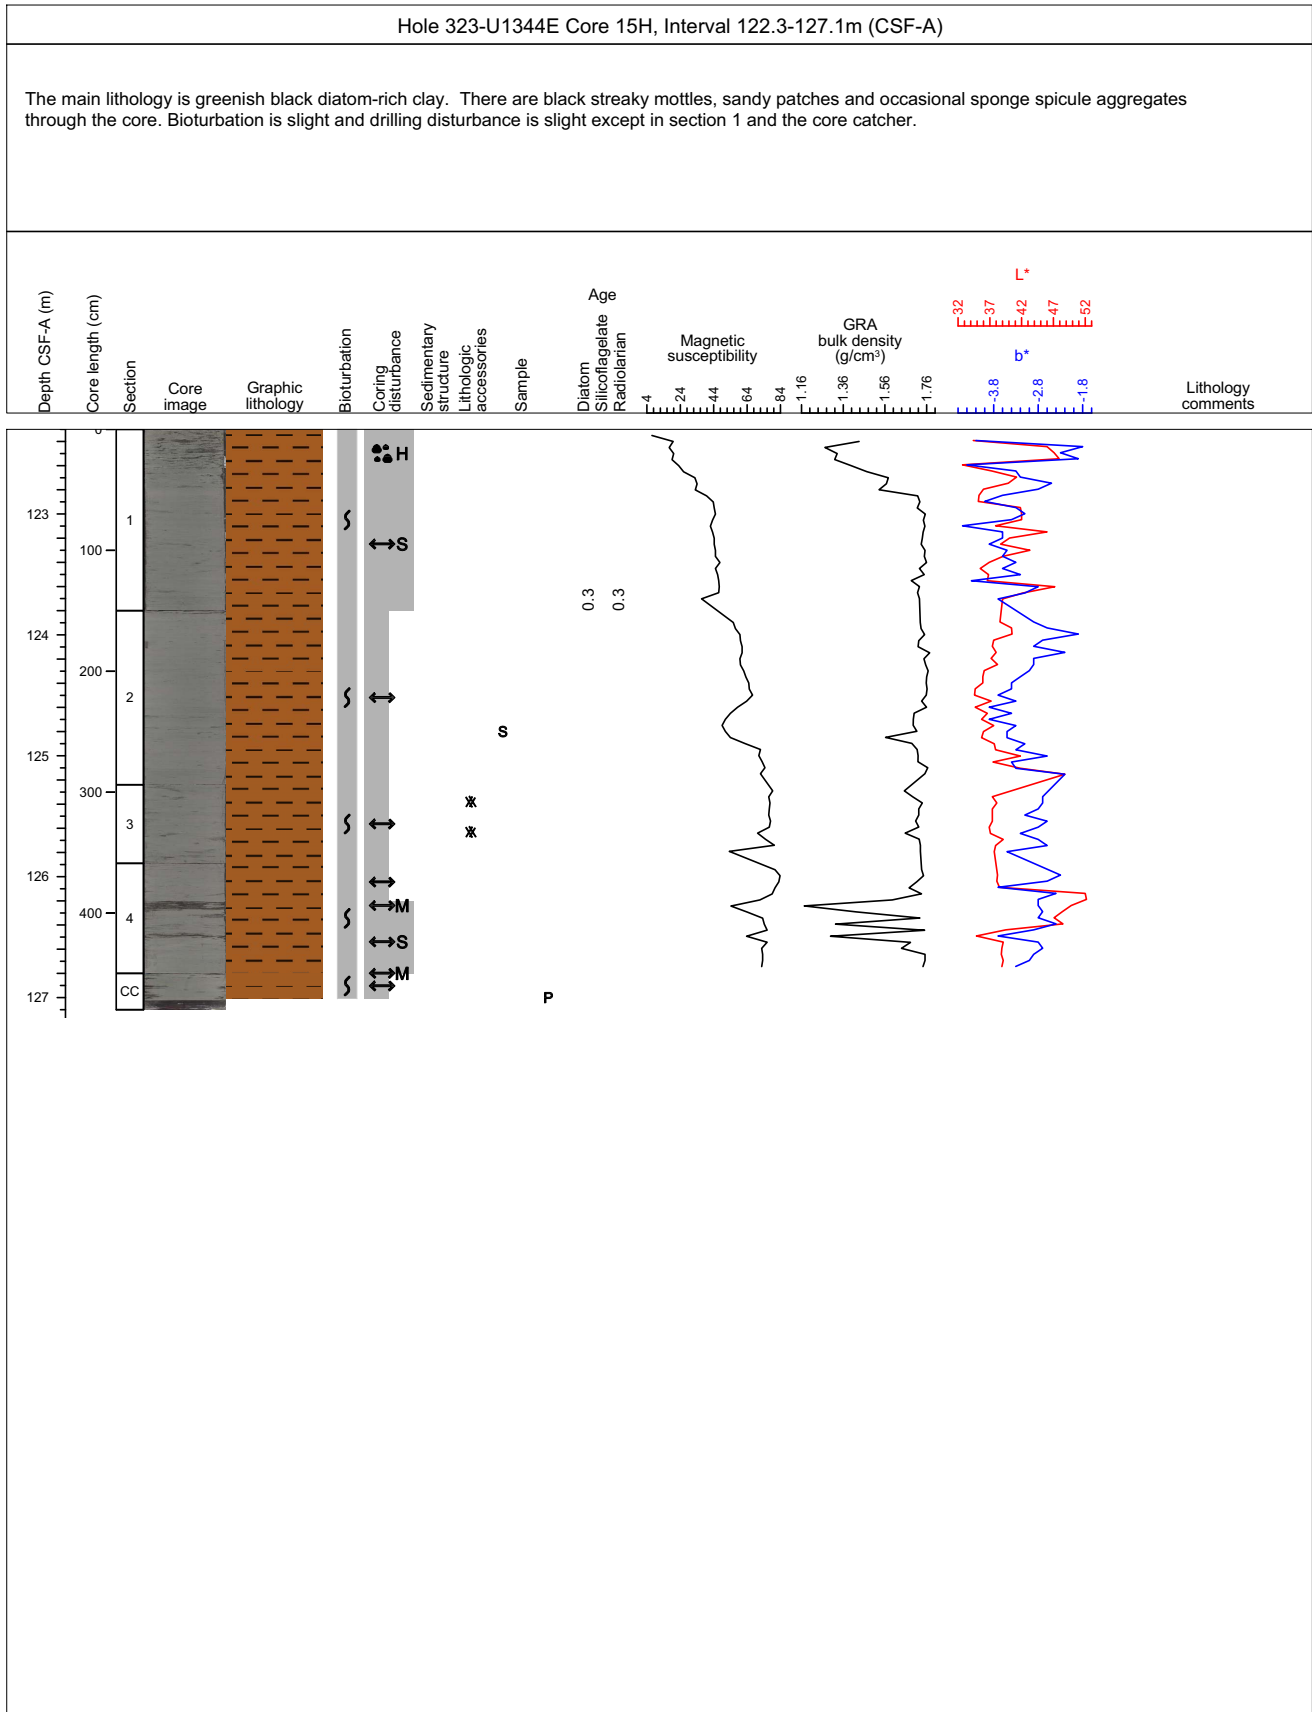 Hole 323-U1344E Core 15H, Interval 122.3-127.1m (CSF-A)
The main lithology is greenish black diatom-rich clay. There are black streaky mottles, sandy patches and occasional sponge spicule aggregates
through the core. Bioturbation is slight and drilling disturbance is slight except in section 1 and the core catcher.
Depth CSF-A (m)
Core length (cm)
Section
Core
image
Graphic
lithology
Bioturbation
Coring
disturbance
Sedimentary
structure
Lithologic
accessories
Sample
Age
Diatom
Silicoflagelate
Radiolarian
Magnetic
susceptibility
4 24 44 64 84
GRA
bulk density
(g/cm³)
1.16 1.36 1.56 1.76
L*
32 37 42 47 52
b*
-3.8 -2.8 -1.8
Lithology
comments
0
H
123
1
100
S
0.3 0.3
124
200
2
S
125
300
3
126
400
M
4
S
M
CC
127
P